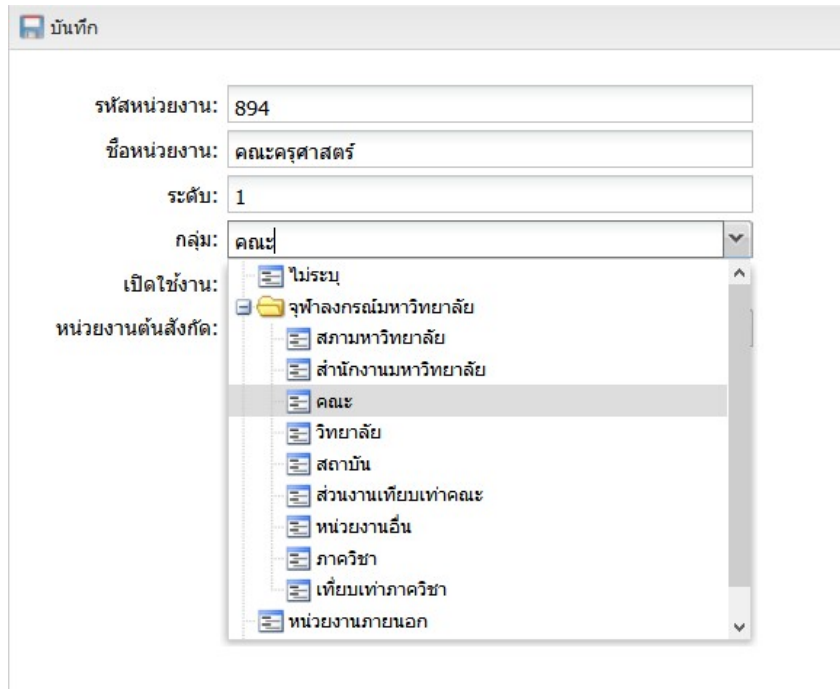 บันทึก
รหัสหน่วยงาน: 894
ชื่อหน่วยงาน: คณะครุศาสตร์
ระดับ: 1
กลุ่ม: คณะ
เปิดใช้งาน:
หน่วยงานต้นสังกัด:
ไม่ระบุ
จุฬาลงกรณ์มหาวิทยาลัย
สภามหาวิทยาลัย
สำนักงานมหาวิทยาลัย
คณะ
วิทยาลัย
สถาบัน
ส่วนงานเทียบเท่าคณะ
หน่วยงานอื่น
ภาควิชา
เที่ยบเท่าภาควิชา
หน่วยงานภายนอก